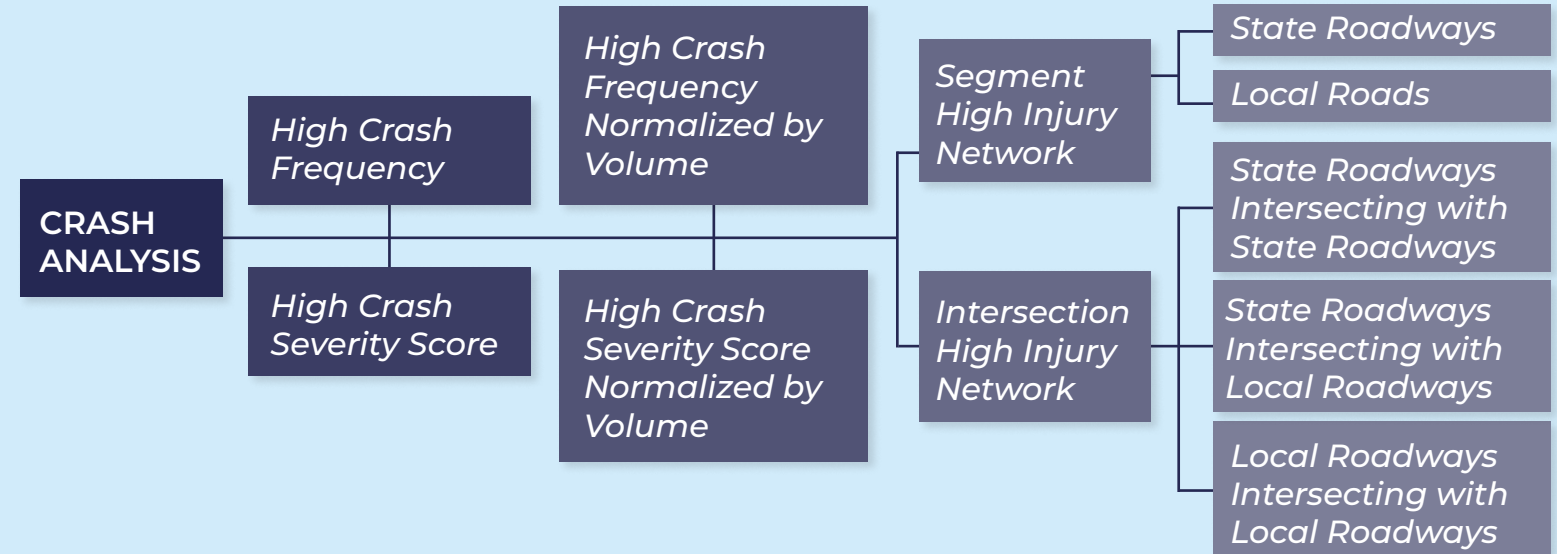 CRASH
ANALYSIS
High Crash
Frequency
High Crash
Severity Score
High Crash
Frequency
Normalized by
Volume
High Crash
Severity Score
Normalized by
Volume
Segment
High Injury
Network
Intersection
High Injury
Network
State Roadways
Local Roads
State Roadways
Intersecting with
State Roadways
State Roadways
Intersecting with
Local Roadways
Local Roadways
Intersecting with
Local Roadways